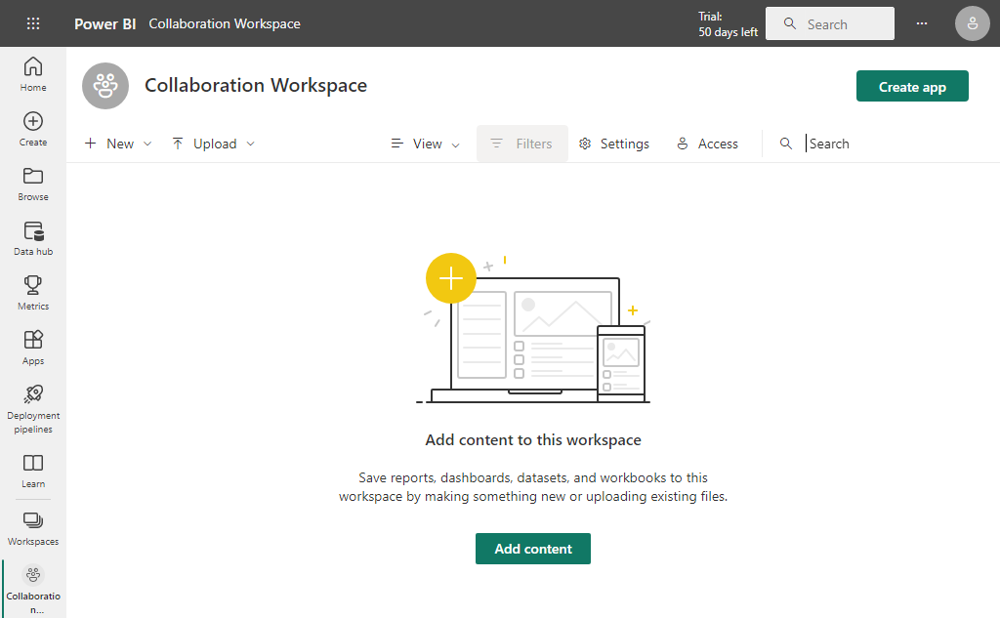 Power BI Collaboration Workspace
Trial:
50 days left
Search
Home
Create
Browse
Data hub
Metrics
Apps
Deployment
pipelines
Learn
Workspaces
Collaboratio
n...
Collaboration Workspace
Create app
New
Upload
View
Filters
Settings
Access
Search
Add content to this workspace
Save reports, dashboards, datasets, and workbooks to this
workspace by making something new or uploading existing files.
Add content